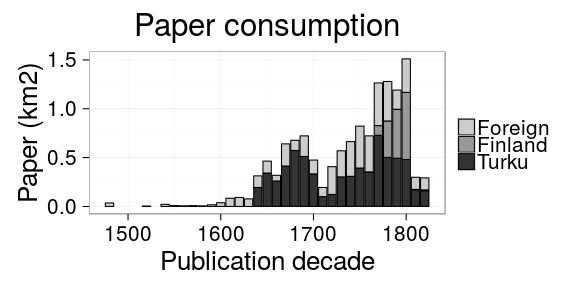 Paper consumption
Paper (km2)
1.5
1.0
0.5
0.0
1500 1600 1700 1800
Publication decade
Foreign
Finland
Turku